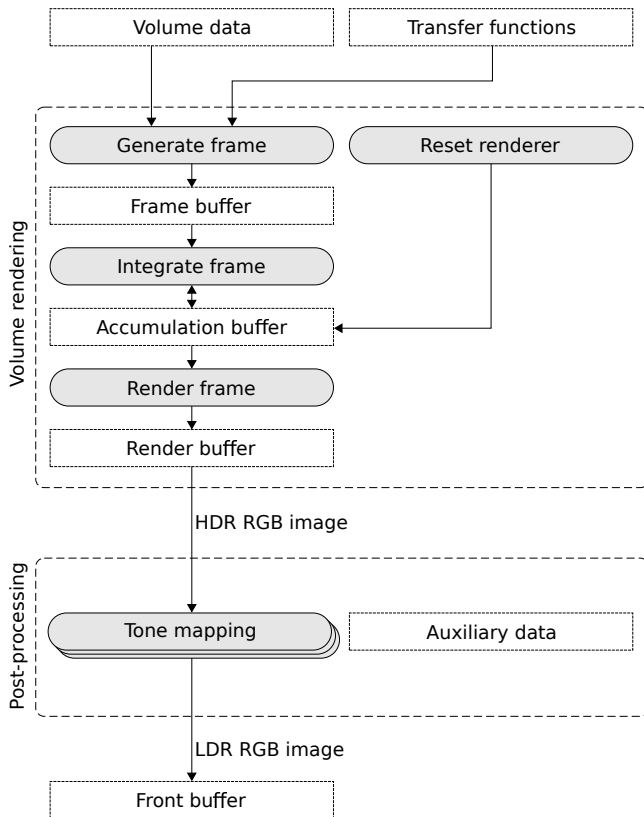 Volume data
Transfer functions
Volume rendering
Generate frame
Reset renderer
Frame buffer
Integrate frame
Accumulation buffer
Render frame
Render buffer
HDR RGB image
Post-processing
Tone mapping
Auxiliary data
LDR RGB image
Front buffer